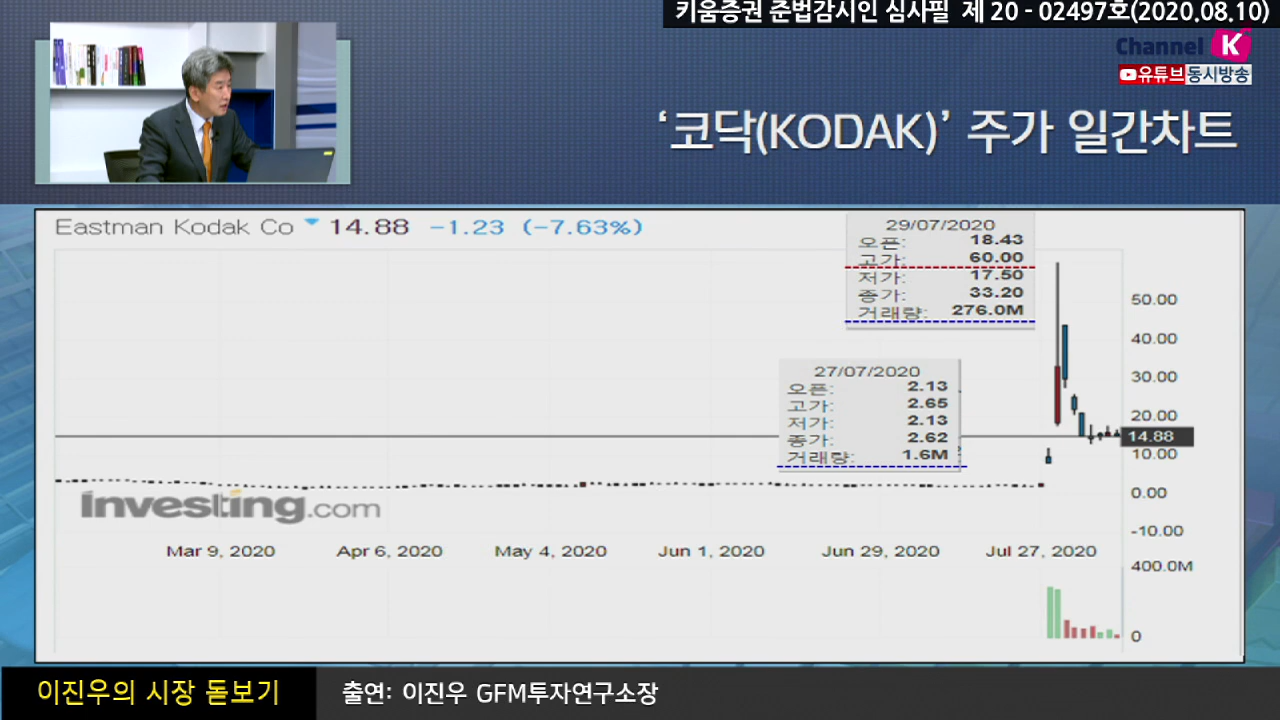 키움증권 준법감시인 심사필 제 20 - 02497호(2020.08.10)
Channel K
유튜브동시방송
‘코닥(KODAK)’ 주가 일간차트
Eastman Kodak Co 14.88 -1.23 (-7.63%)
29/07/2020
오픈: 18.43
고가: 60.00
저가: 17.50
종가: 33.20
거래량: 276.0M
27/07/2020
오픈: 2.13
고가: 2.65
저가: 2.13
종가: 2.62
거래량: 1.6M
50.00
40.00
30.00
20.00
14.88
10.00
0.00
-10.00
Investing.com
Mar 9, 2020 Apr 6, 2020 May 4, 2020 Jun 1, 2020 Jun 29, 2020 Jul 27, 2020
400.0M
0
이진우의 시장 돋보기
출연: 이진우 GFM투자연구소장